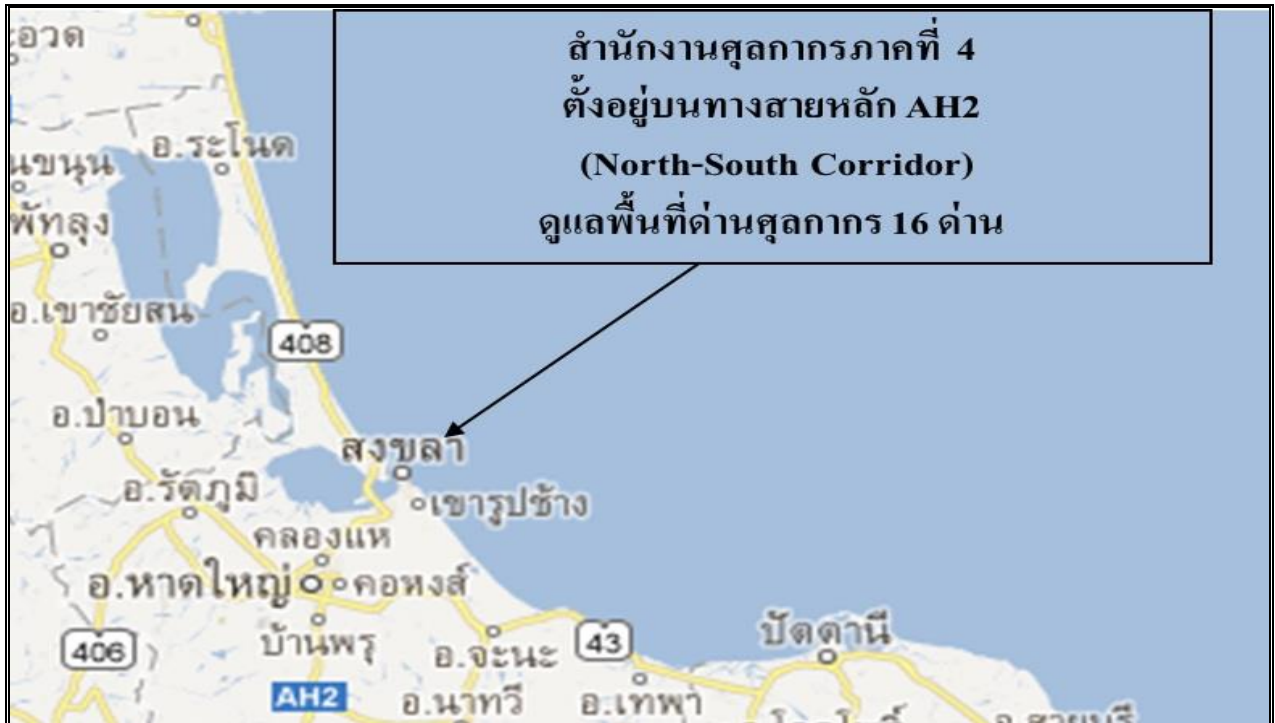 สำนักงานศุลกากรภาคที่ 4
ตั้งอยู่บนทางสายหลัก AH2
(North-South Corridor)
ดูแลพื้นที่ด่านศุลกากร 16 ด่าน
อ.ระโนด
พัทลุง
อ.เขาชัยสน
408
อ.ป่าบอน
สงขลา
อ.รัตภูมิ
เขารูปช้าง
คลองแห
อ.หาดใหญ่
คอหงส์
406
บ้านพรุ
อ.จะนะ
43
ปัตตานี
AH2
อ.นาทวี
อ.เทพา